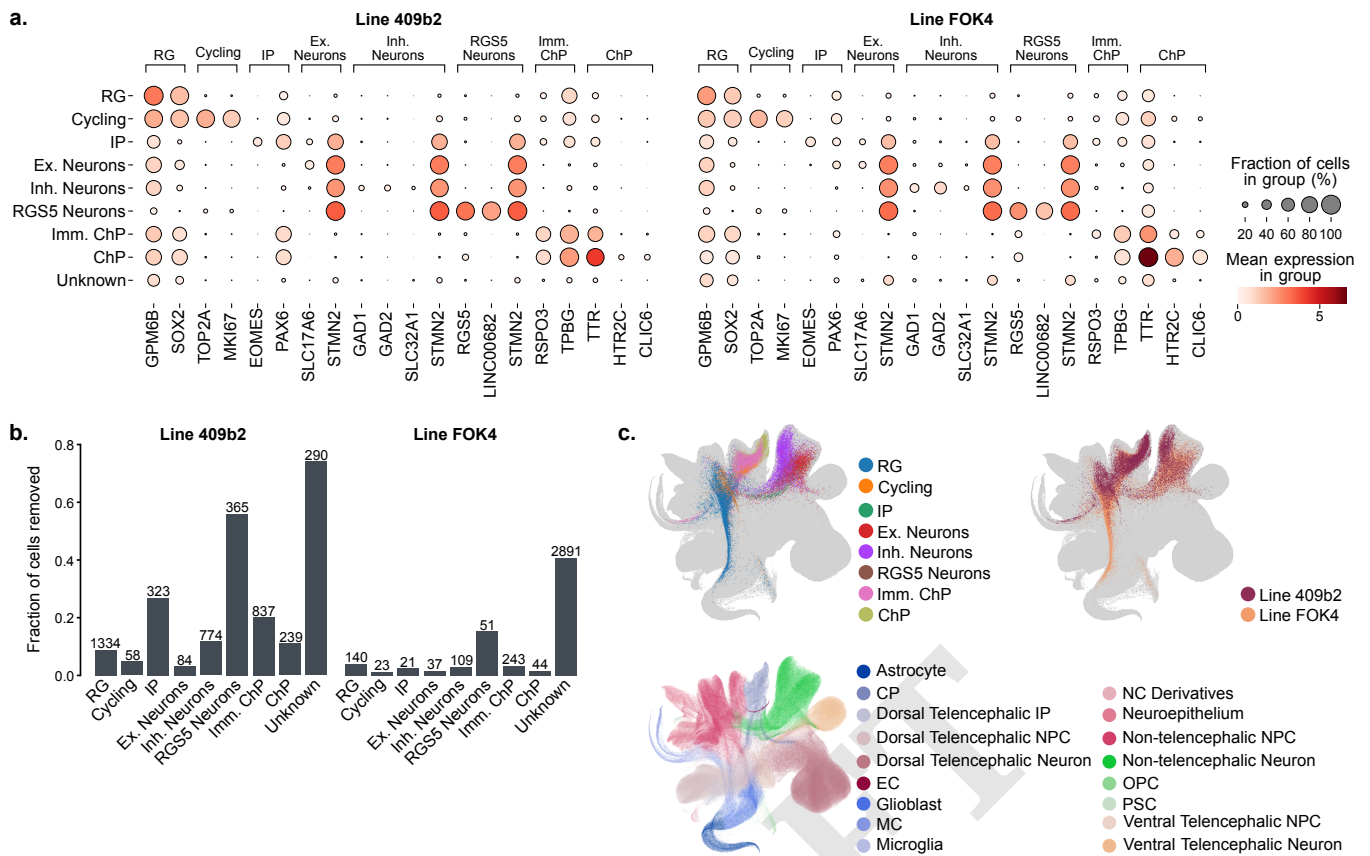 a.
Line 409b2
Line FOK4
RG
Cycling
IP
Ex.
Neurons
Inh.
Neurons
RGS5
Neurons
Imm.
ChP
ChP
RG
Cycling
IP
Ex.
Neurons
Inh.
Neurons
RGS5
Neurons
Imm.
ChP
ChP
RG
Cycling
IP
Ex. Neurons
Inh. Neurons
RGS5 Neurons
Imm. ChP
ChP
Unknown
GPM6B
SOX2
TOP2A
MKI67
EOMES
PAX6
SLC17A6
STMN2
GAD1
GAD2
SLC32A1
STMN2
RGS5
LINC00682
STMN2
RSPO3
TPBG
TTR
HTR2C
CLIC6
GPM6B
SOX2
TOP2A
MKI67
EOMES
PAX6
SLC17A6
STMN2
GAD1
GAD2
SLC32A1
STMN2
RGS5
LINC00682
STMN2
RSPO3
TPBG
TTR
HTR2C
CLIC6
Fraction of cells
in group (%)
20 40 60 80 100
Mean expression
in group
0 5
b.
Line 409b2
Line FOK4
Fraction of cells removed
0.8
0.6
0.4
0.2
0.0
1334
58
323
84
774
365
837
239
290
140
23
21
37
109
51
243
44
2891
RG
Cycling
IP
Ex. Neurons
Inh. Neurons
RGS5 Neurons
Imm. ChP
ChP
Unknown
RG
Cycling
IP
Ex. Neurons
Inh. Neurons
RGS5 Neurons
Imm. ChP
ChP
Unknown
c.
RG
Cycling
IP
Ex. Neurons
Inh. Neurons
RGS5 Neurons
Imm. ChP
ChP
Line 409b2
Line FOK4
Astrocyte
CP
Dorsal Telencephalic IP
Dorsal Telencephalic NPC
Dorsal Telencephalic Neuron
EC
Glioblast
MC
Microglia
NC Derivatives
Neuroepithelium
Non-telencephalic NPC
Non-telencephalic Neuron
OPC
PSC
Ventral Telencephalic NPC
Ventral Telencephalic Neuron